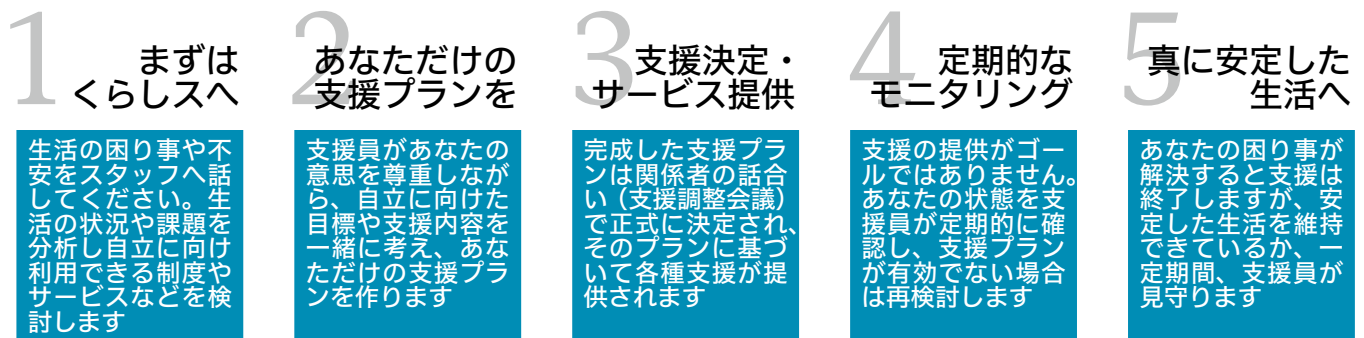 1
まずは
くらしスへ
生活の困り事や不
安をスタッフへ話
してください。生
活の状況や課題を
分析し自立に向け
利用できる制度や
サービスなどを検
討します
2
あなただけの
支援プランを
支援員があなたの
意思を尊重しなが
ら、自立に向けた
目標や支援内容を
一緒に考え、あな
ただけの支援プラ
ンを作ります
3
支援決定・
サービス提供
完成した支援プラ
ンは関係者の話合
い（支援調整会議）
で正式に決定され、
そのプランに基づ
いて各種支援が提
供されます
4
定期的な
モニタリング
支援の提供がゴー
ルではありません。
あなたの状態を支
援員が定期的に確
認し、支援プラン
が有効でない場合
は再検討します
5
真に安定した
生活へ
あなたの困り事が
解決すると支援は
終了しますが、安
定した生活を維持
できているか、一
定期間、支援員が
見守ります